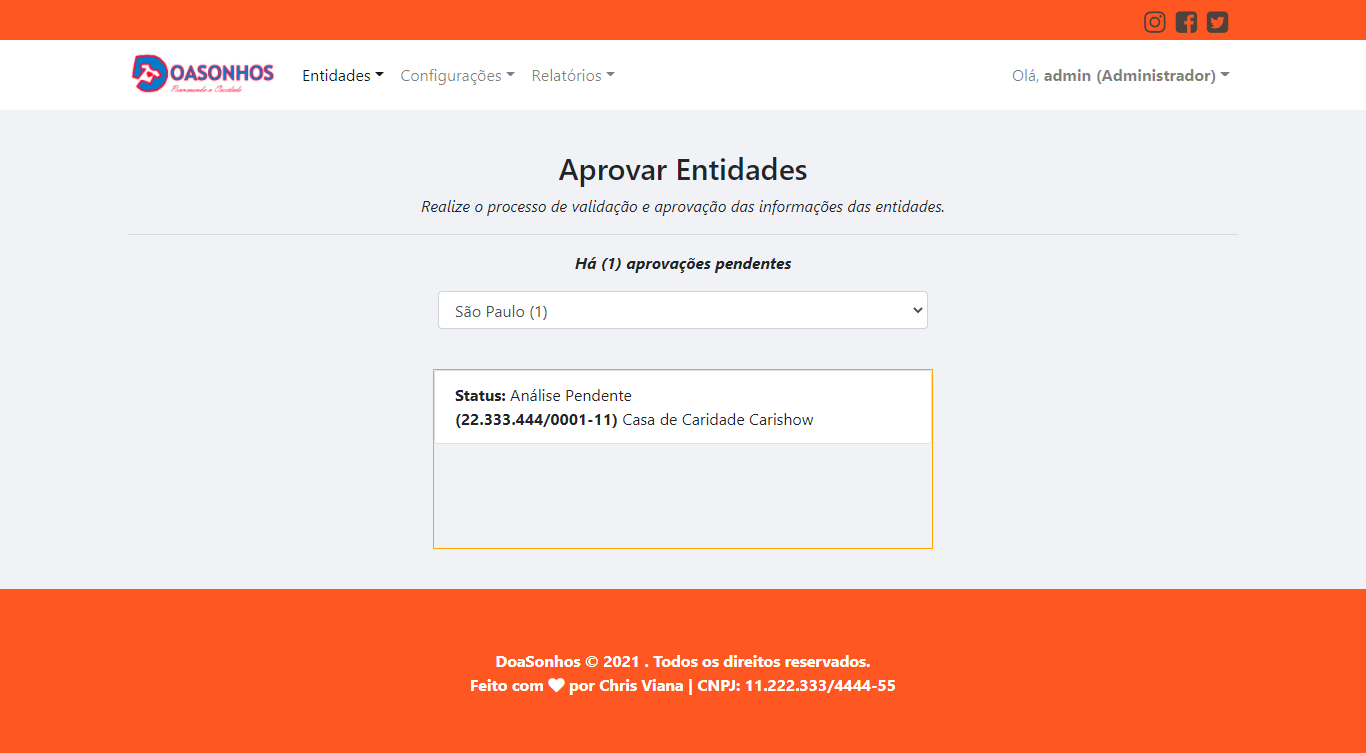 DOASONHOS
Promovendo a Caridade
Entidades
Configurações
Relatórios
Olá, admin (Administrador)
Aprovar Entidades
Realize o processo de validação e aprovação das informações das entidades.
Há (1) aprovações pendentes
São Paulo (1)
Status: Análise Pendente
(22.333.444/0001-11) Casa de Caridade Carishow
DoaSonhos © 2021 . Todos os direitos reservados.
Feito com ♥ por Chris Viana | CNPJ: 11.222.333/4444-55